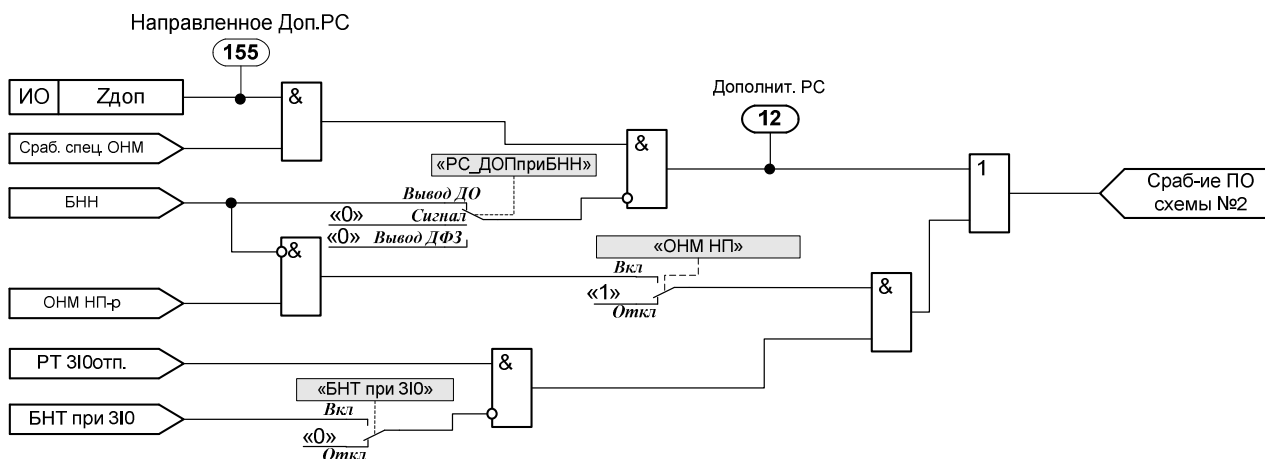 Направленное Доп.РС
155
ИО Zдоп
&
Дополнит. РС
12
Сраб. спец. ОНМ
&
«РС_ДОПприБНН»
1
Сраб-ие ПО
схемы №2
БНН
Вывод ДО
«0» Сигнал
«0» Вывод ДФЗ
&
«ОНМ НП»
Вкл
&
ОНМ НП-р
«1»
Откл
РТ 3I0отп.
&
«БНТ при 3I0»
БНТ при 3I0
Вкл
«0»
Откл